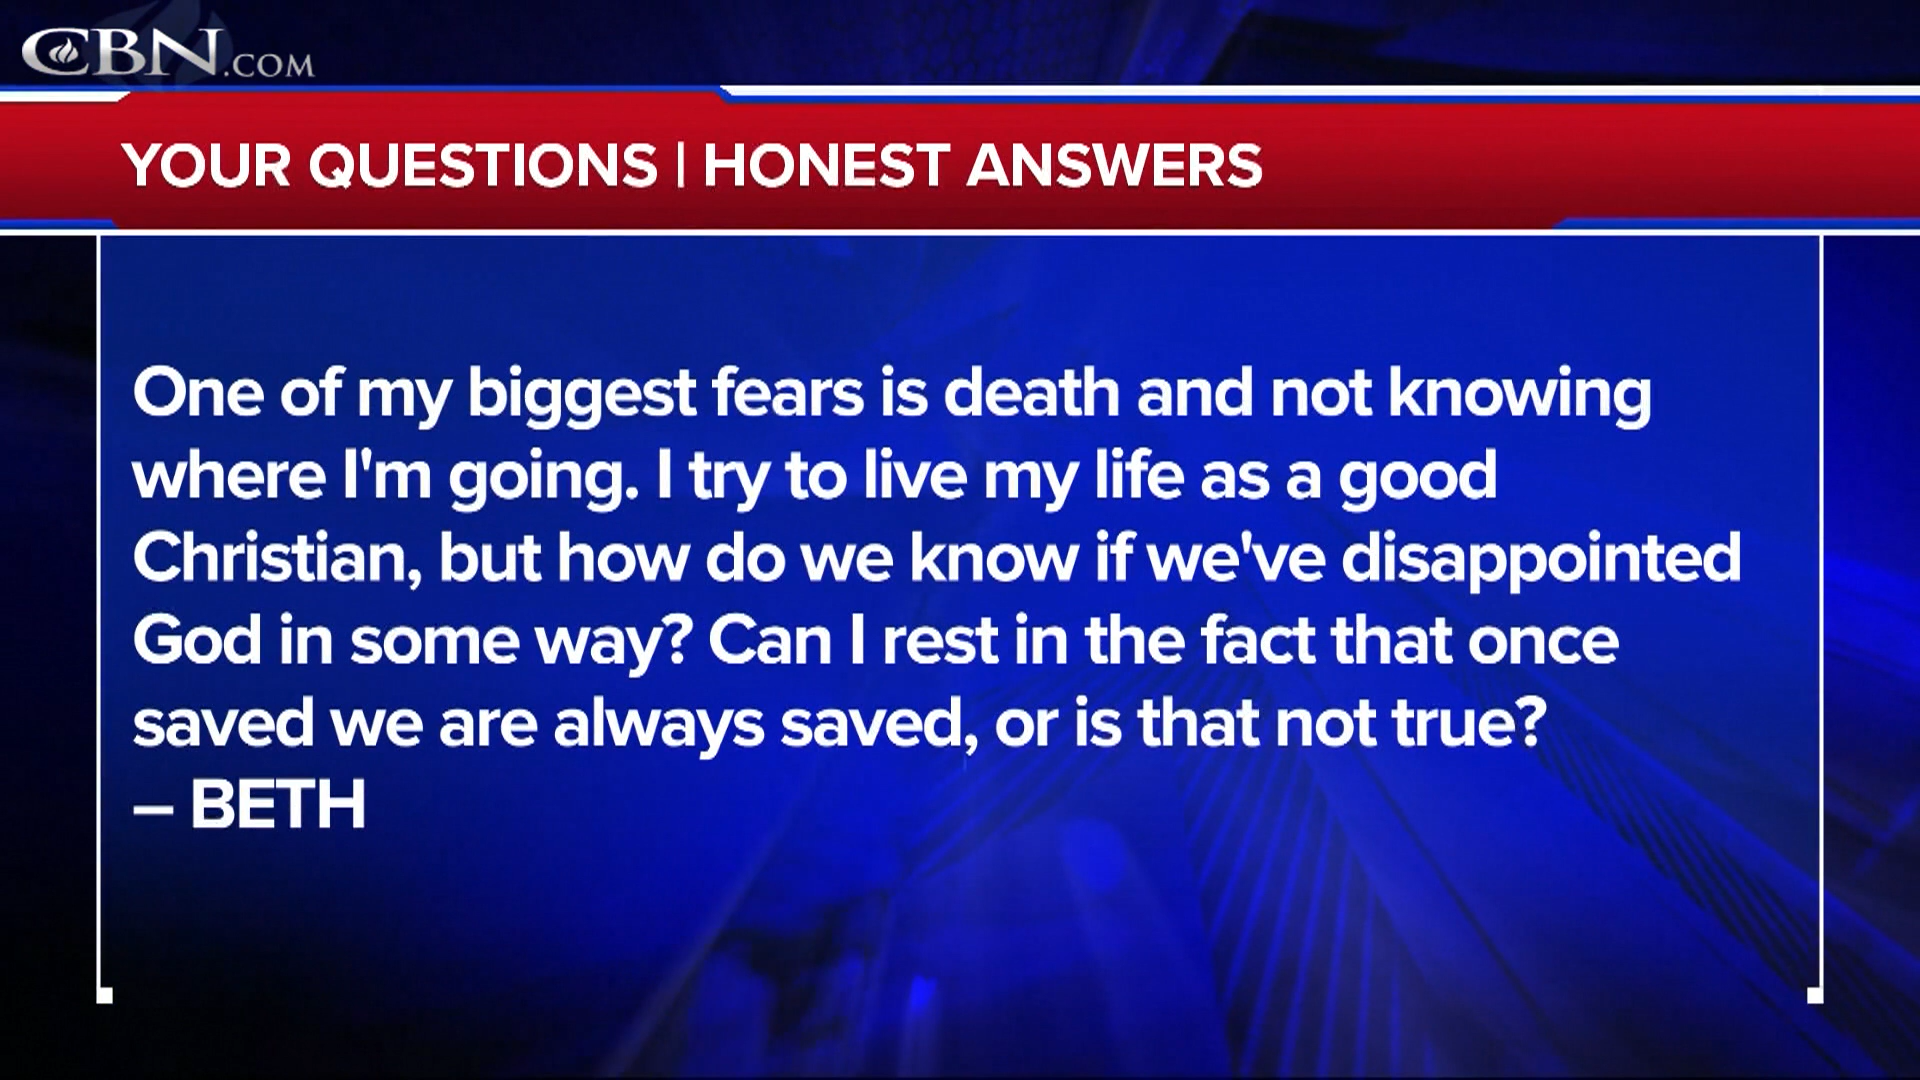 CBN.COM
YOUR QUESTIONS | HONEST ANSWERS
One of my biggest fears is death and not knowing
where I'm going. I try to live my life as a good
Christian, but how do we know if we've disappointed
God in some way? Can I rest in the fact that once
saved we are always saved, or is that not true?
– BETH